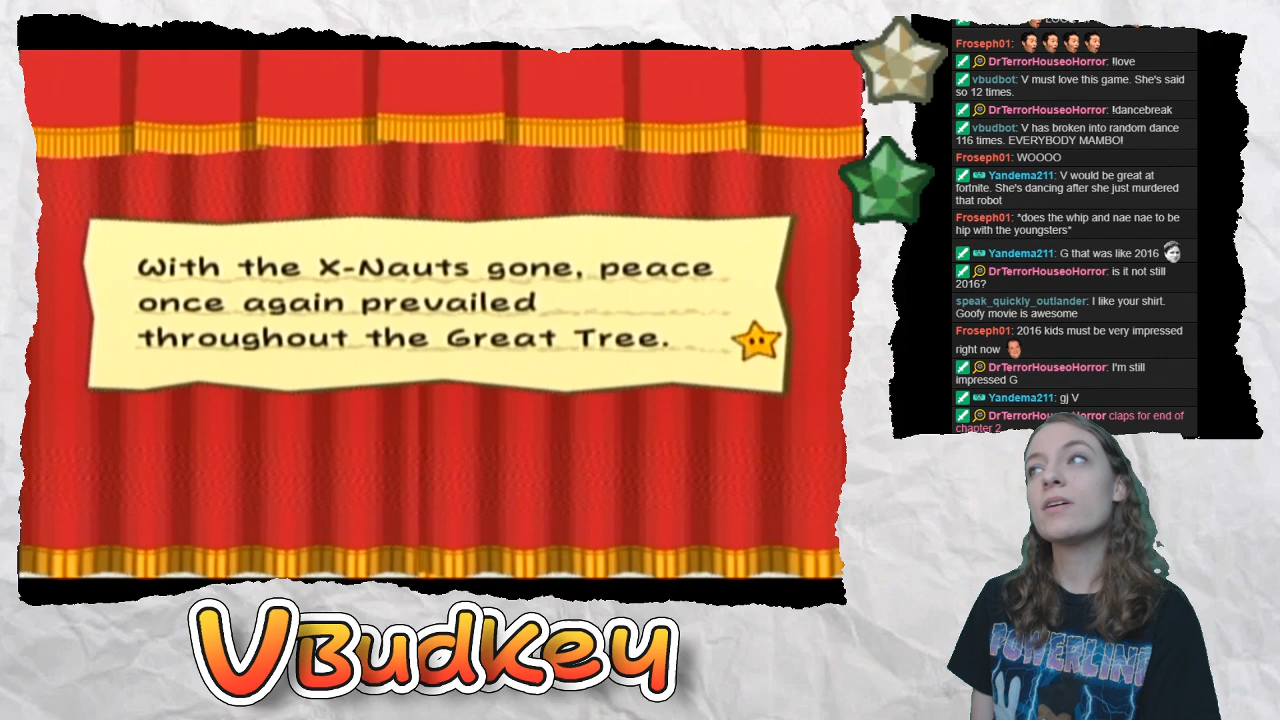 With the X-Nauts gone, peace
once again prevailed
throughout the Great Tree.
VBudkey
Froseph01:
DrTerrorHouseoHorror: !love
vbudbot: V must love this game. She's said
so 12 times.
DrTerrorHouseoHorror: !dancebreak
vbudbot: V has broken into random dance
116 times. EVERYBODY MAMBO!
Froseph01: WOOOO
Yandema211: V would be great at
fortnite. She's dancing after she just murdered
that robot
Froseph01: *does the whip and nae nae to be
hip with the youngsters*
Yandema211: G that was like 2016
DrTerrorHouseoHorror: is it not still
2016?
speak_quickly_outlander: I like your shirt.
Goofy movie is awesome
Froseph01: 2016 kids must be very impressed
right now
DrTerrorHouseoHorror: I'm still
impressed G
Yandema211: gj V
claps for end of
chapter 2
POWERLINE